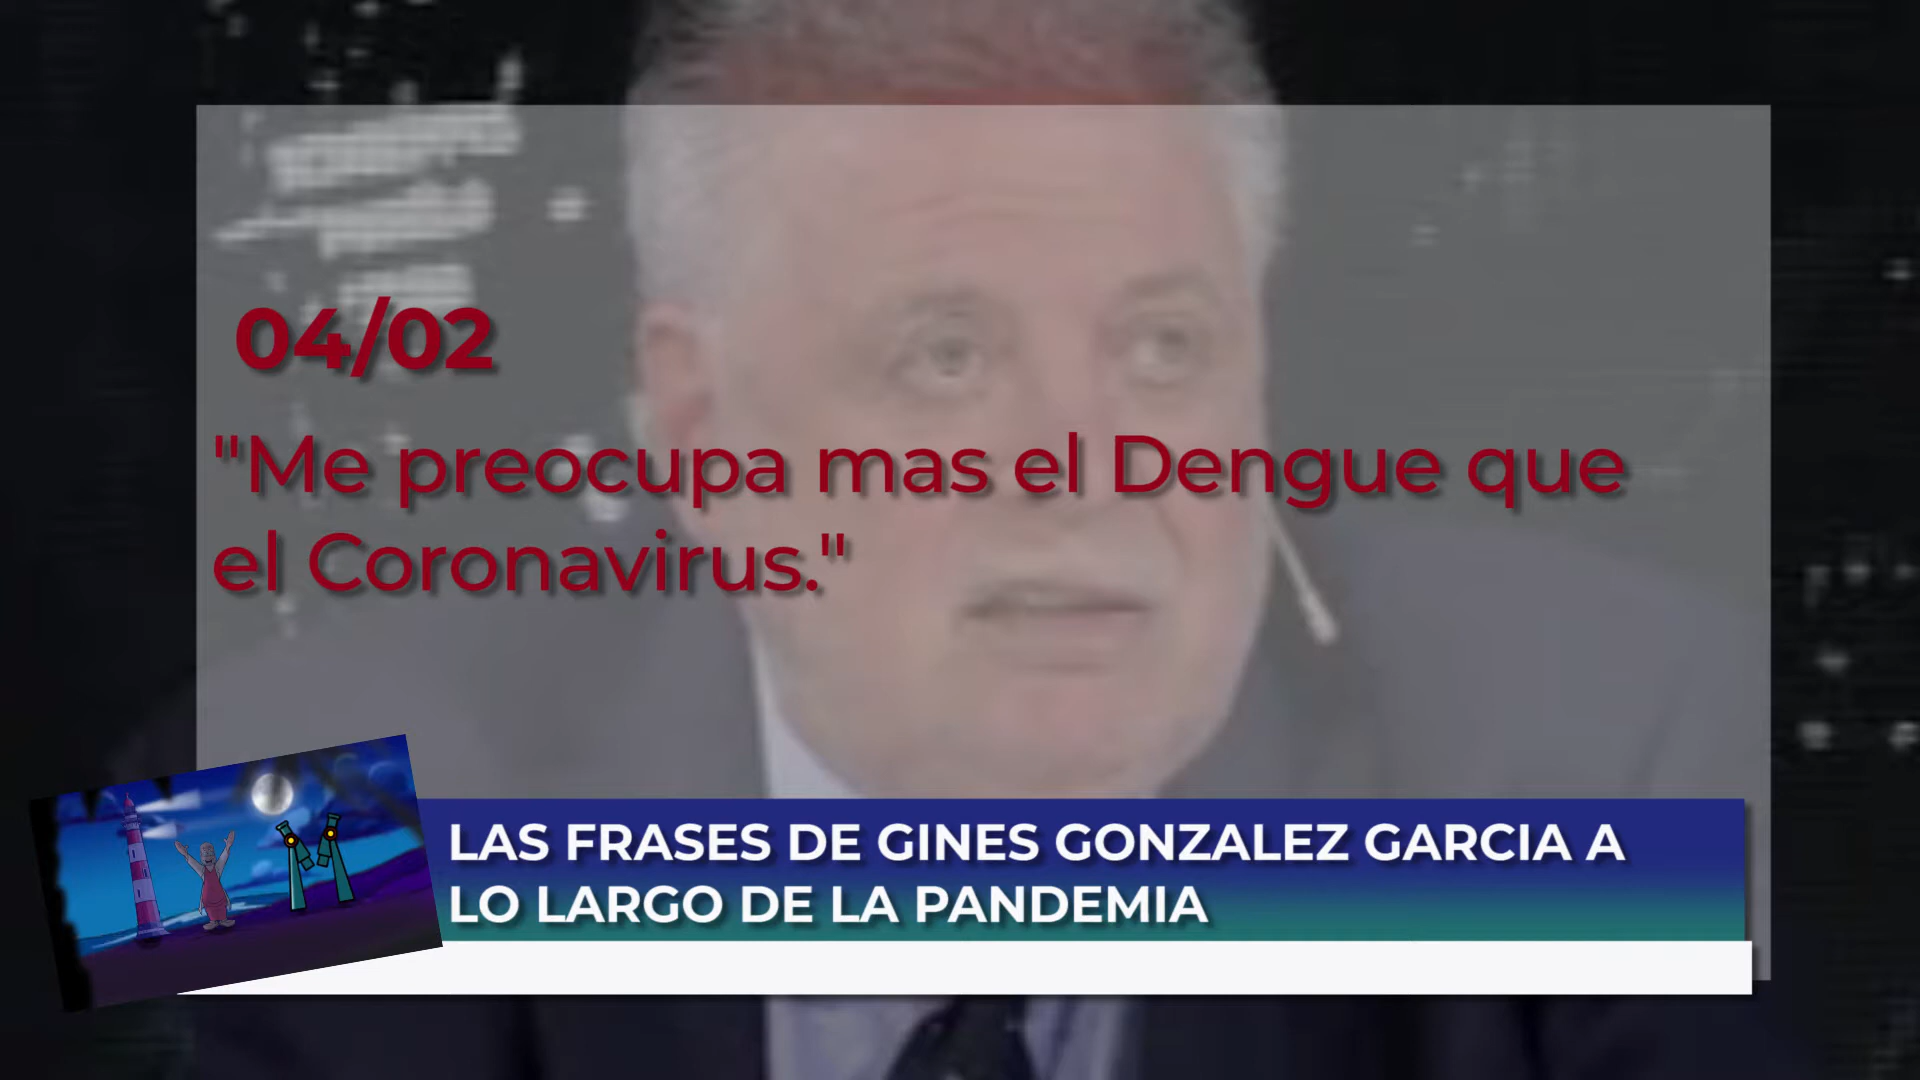 04/02
"Me preocupa mas el Dengue que
el Coronavirus."
LAS FRASES DE GINES GONZALEZ GARCIA A
LO LARGO DE LA PANDEMIA